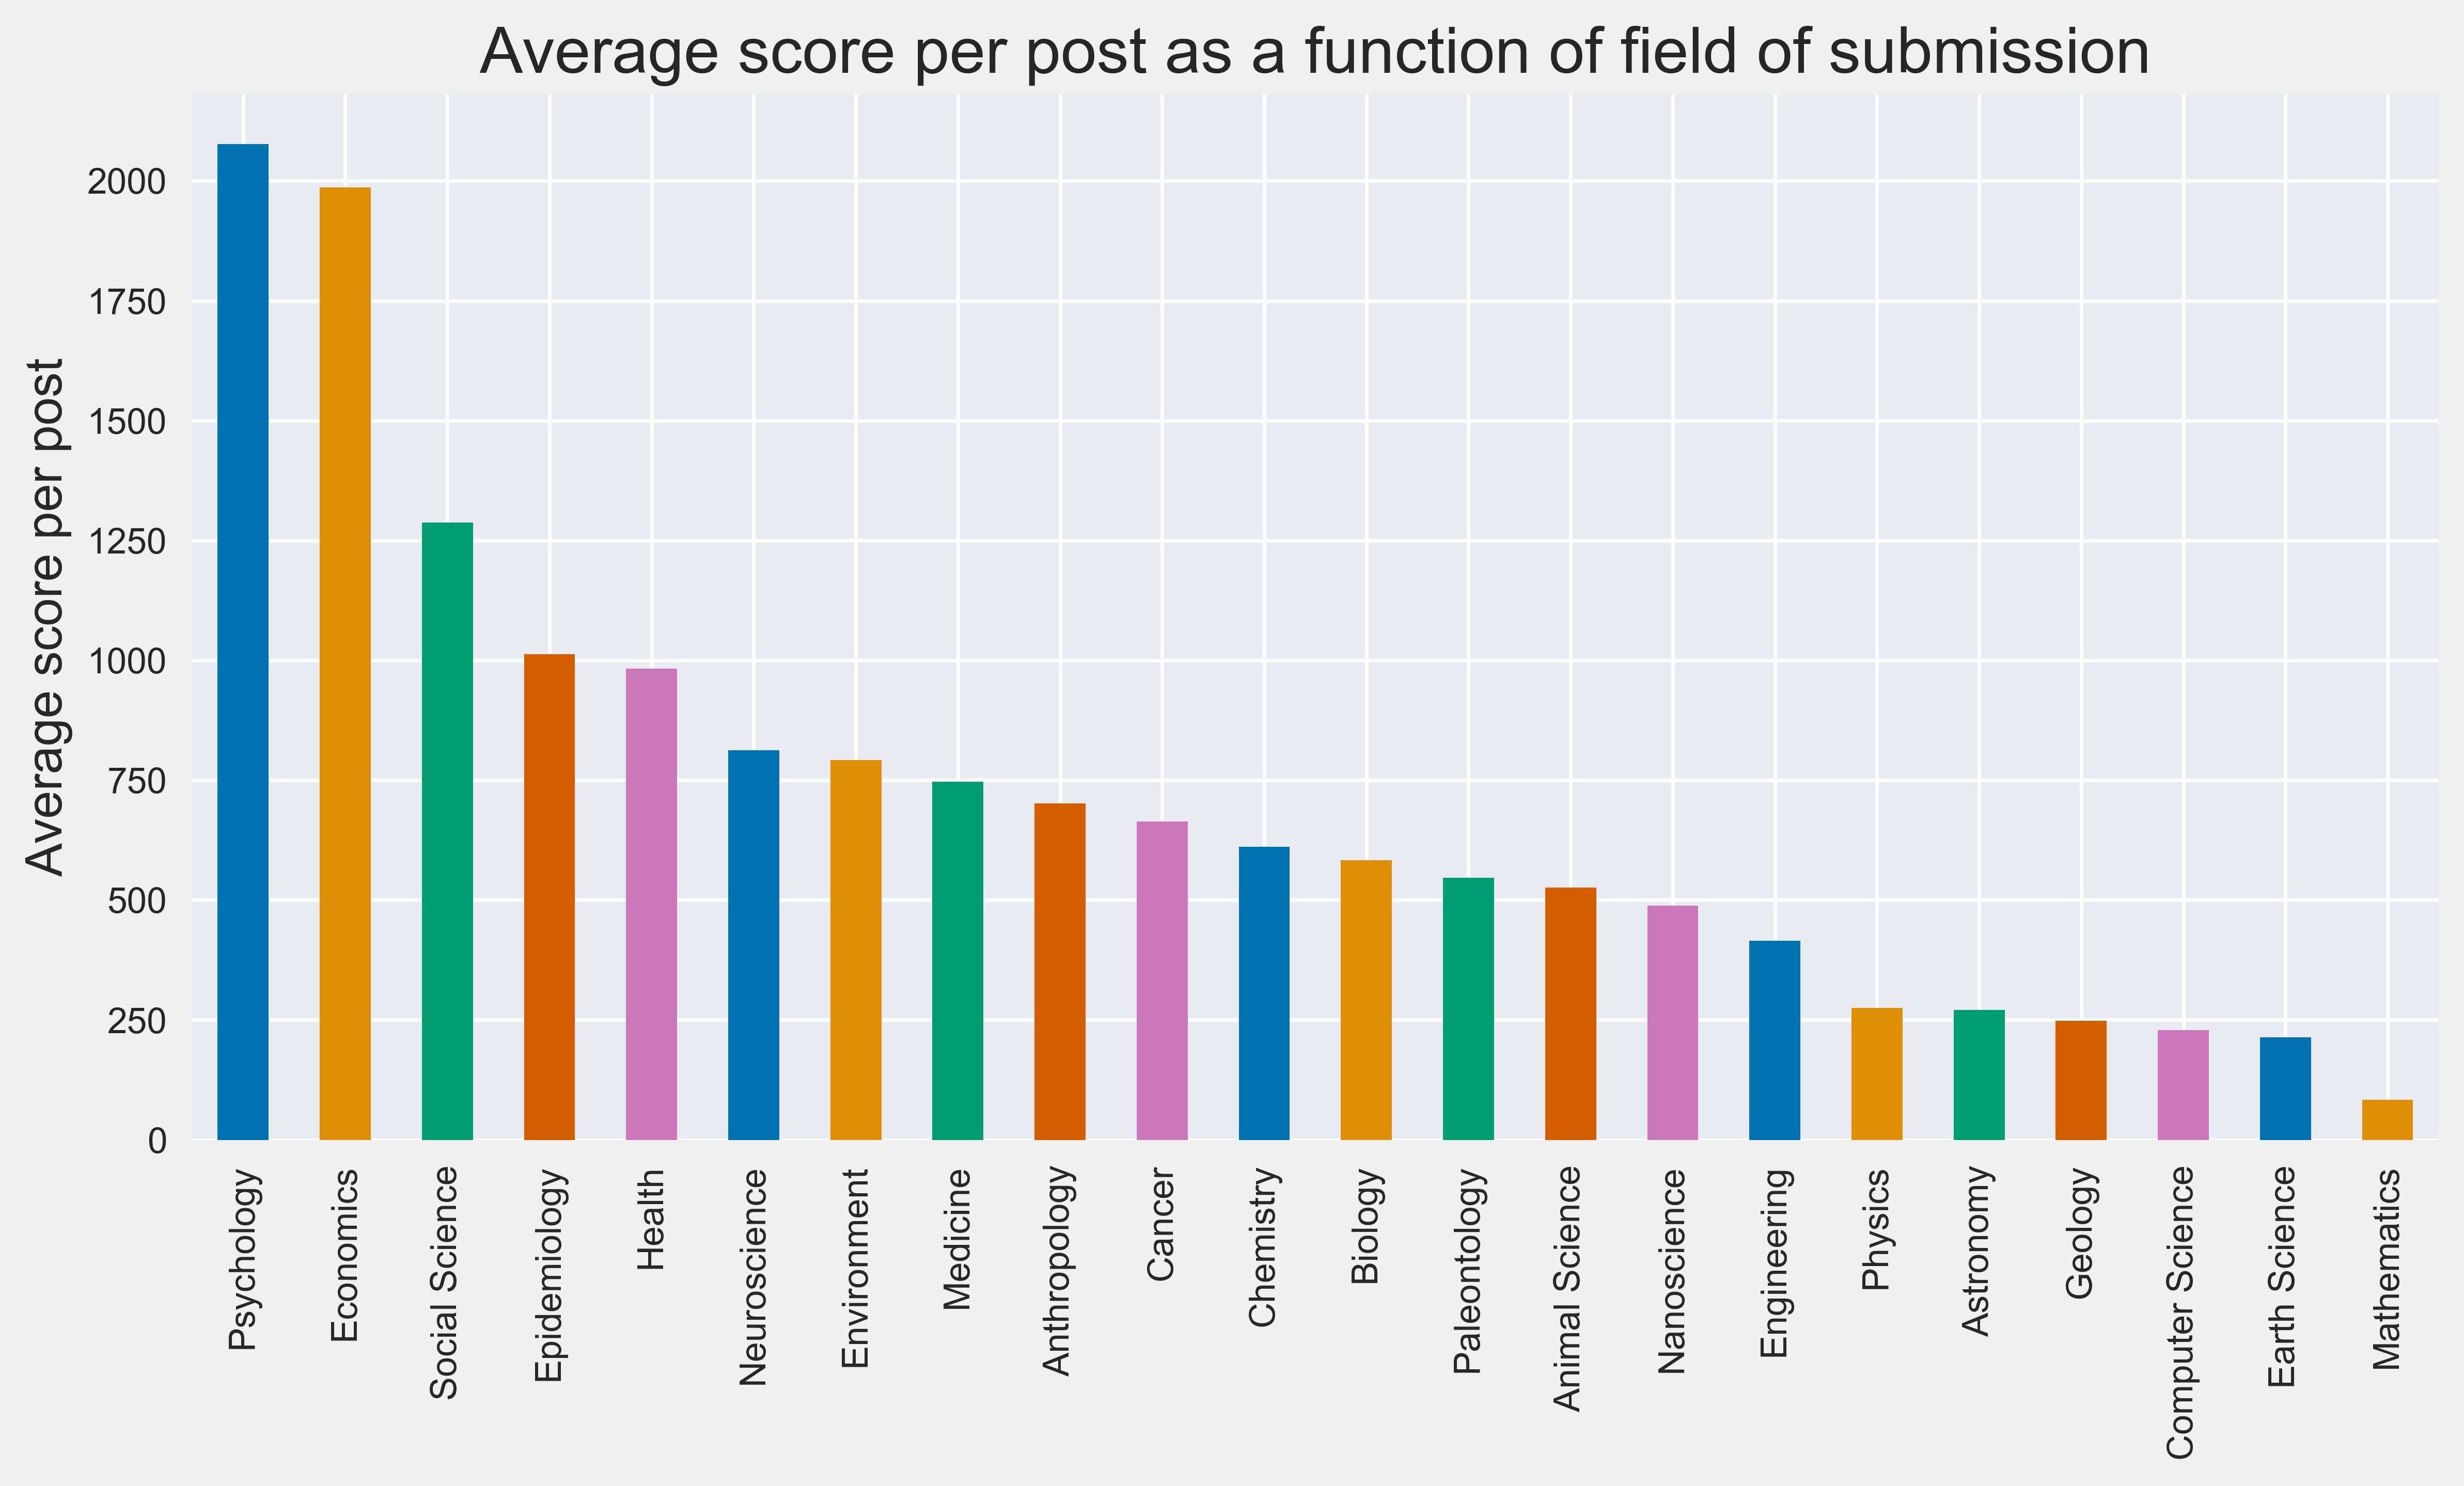 Average score per post as a function of field of submission
Average score per post
2000
1750
1500
1250
1000
750
500
250
0
Psychology
Economics
Social Science
Epidemiology
Health
Neuroscience
Environment
Medicine
Anthropology
Cancer
Chemistry
Biology
Paleontology
Animal Science
Nanoscience
Engineering
Physics
Astronomy
Geology
Computer Science
Earth Science
Mathematics